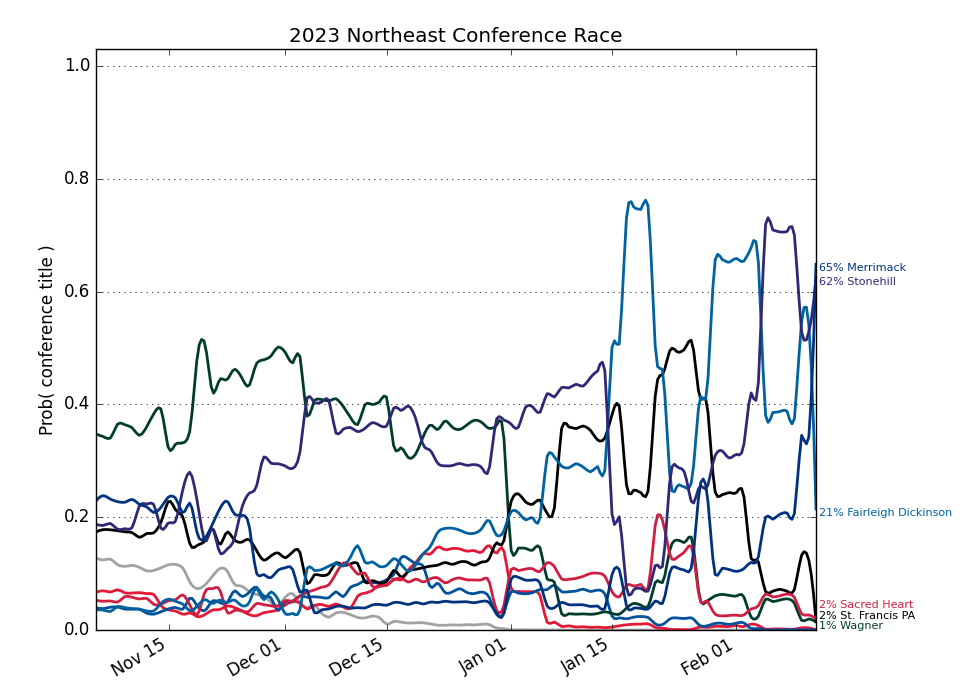 2023 Northeast Conference Race
Prob( conference title )
1.0
0.8
0.6
0.4
0.2
0.0
Nov 15
Dec 01
Dec 15
Jan 01
Jan 15
Feb 01
65% Merrimack
62% Stonehill
21% Fairleigh Dickinson
2% Sacred Heart
2% St. Francis PA
1% Wagner